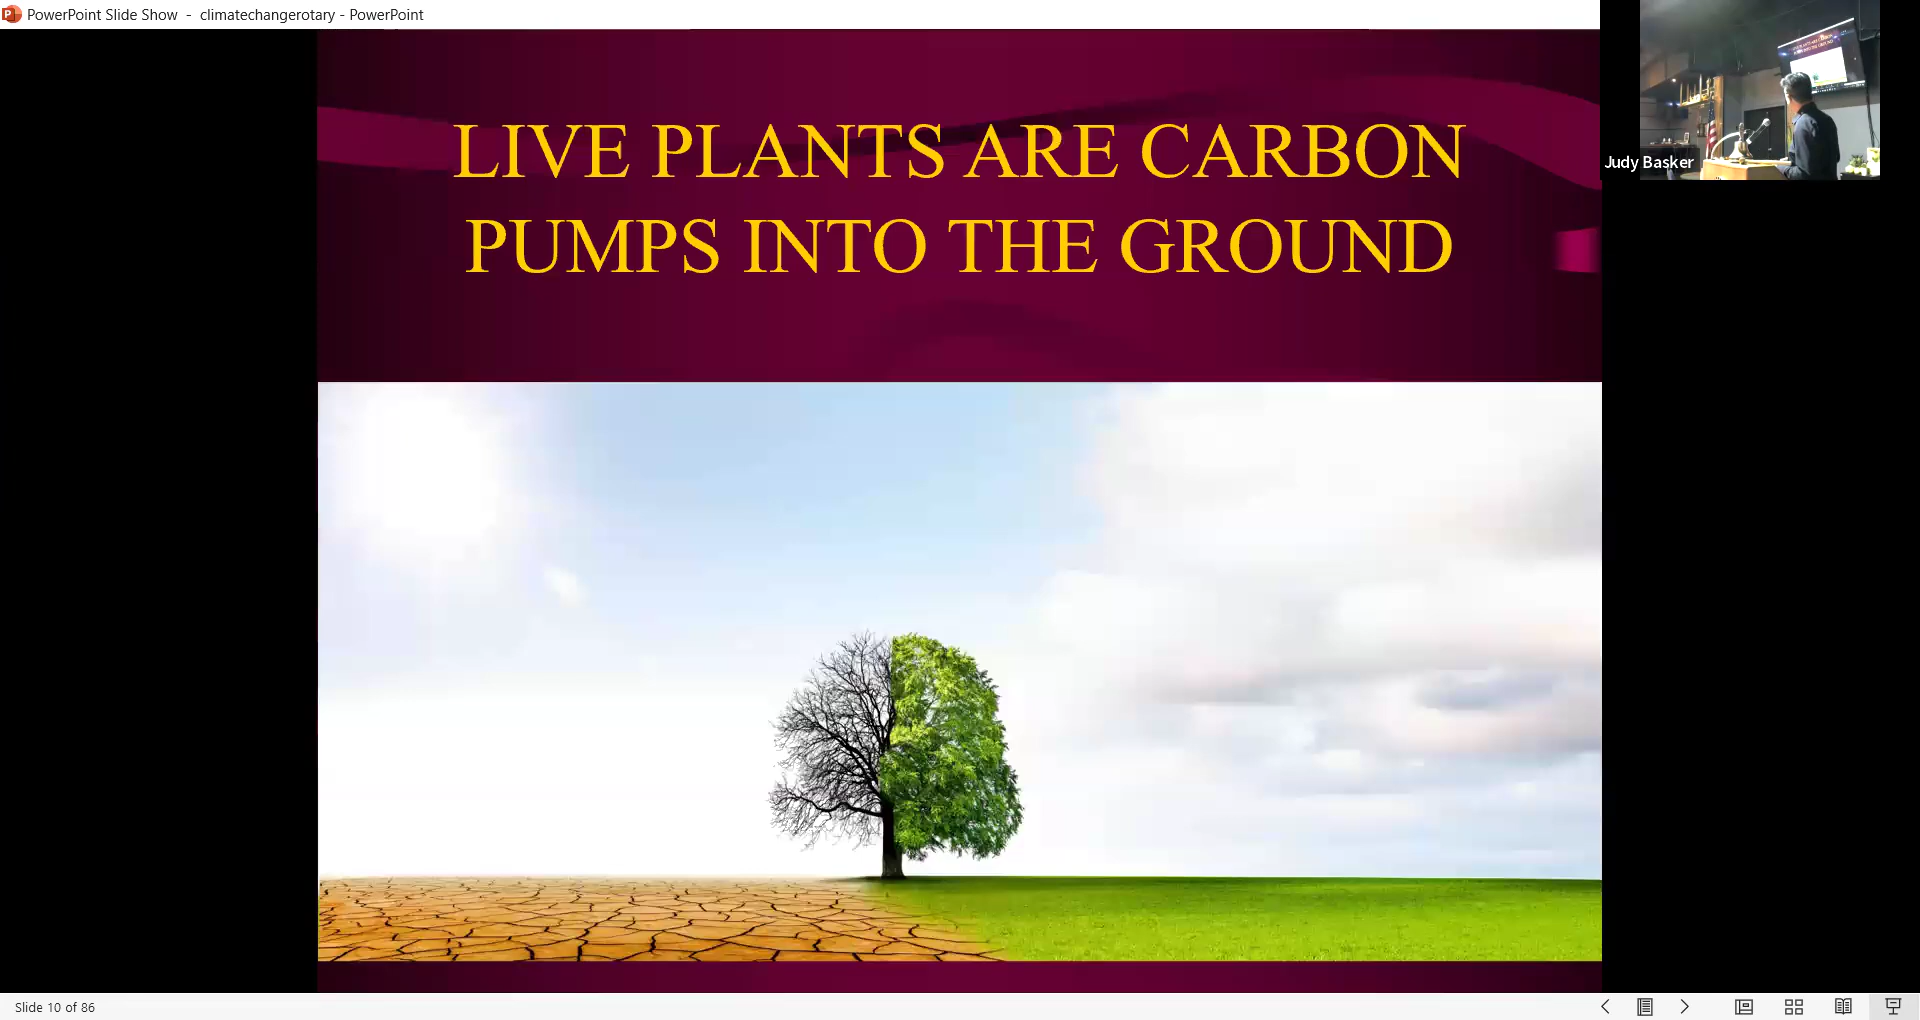 PowerPoint Slide Show - climatechangerotary - PowerPoint
Judy Basker
LIVE PLANTS ARE CARBON
PUMPS INTO THE GROUND
Slide 10 of 86